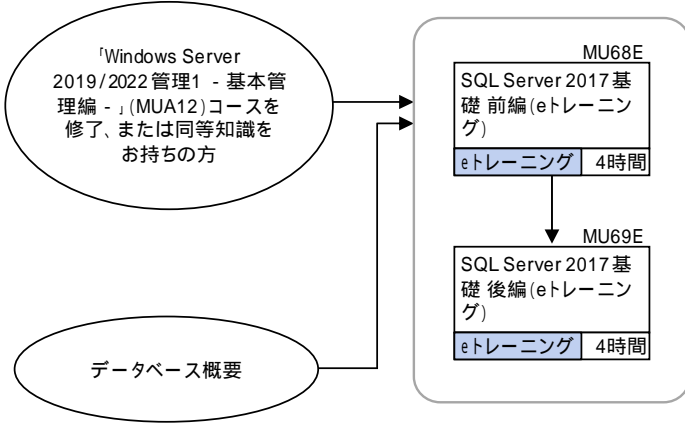 「Windows Server
2019/2022管理1 - 基本管
理編 - 」(MUA12)コースを
修了、または同等知識を
お持ちの方
データベース概要
MU68E
SQL Server 2017基
礎 前編(eトレーニン
グ)
eトレーニング 4時間
MU69E
SQL Server 2017基
礎 後編(eトレーニン
グ)
eトレーニング 4時間